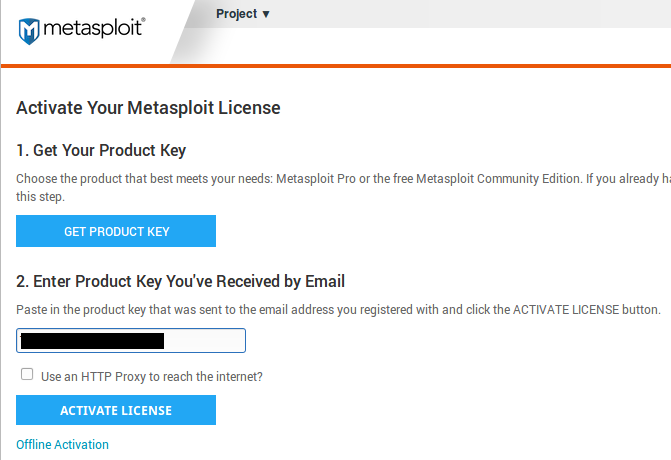 Project ▼
metasploit®
Activate Your Metasploit License
1. Get Your Product Key
Choose the product that best meets your needs: Metasploit Pro or the free Metasploit Community Edition. If you already
this step.
GET PRODUCT KEY
2. Enter Product Key You've Received by Email
Paste in the product key that was sent to the email address you registered with and click the ACTIVATE LICENSE button.
Use an HTTP Proxy to reach the internet?
ACTIVATE LICENSE
Offline Activation